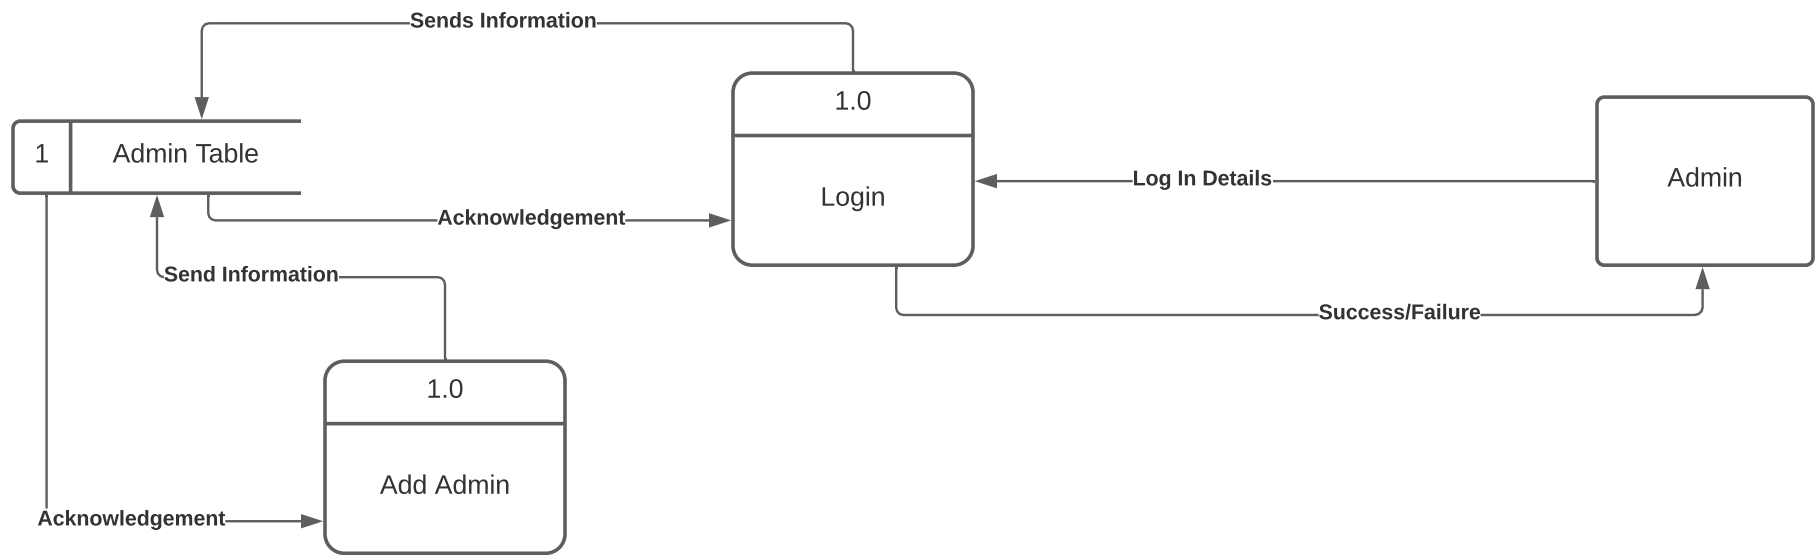 Sends Information
1.0
1
Admin Table
Log In Details
Admin
Login
Acknowledgement
Send Information
Success/Failure
1.0
Add Admin
Acknowledgement